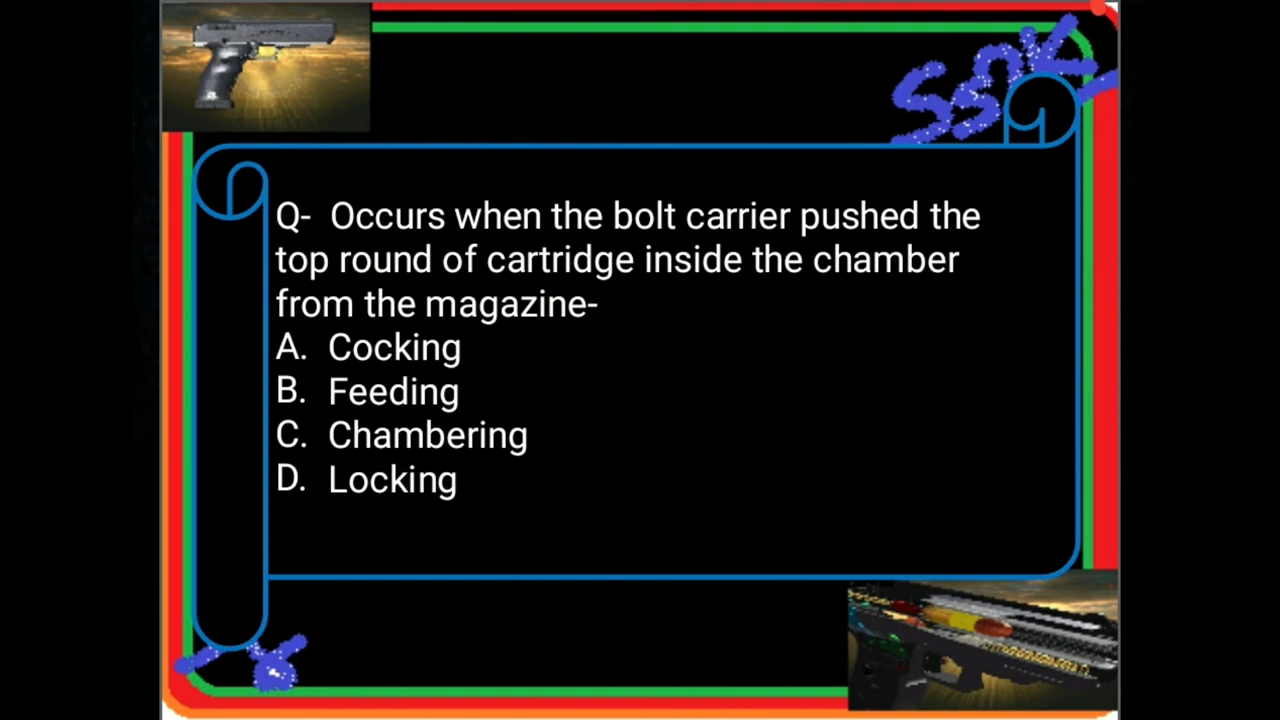 SSNK
Q- Occurs when the bolt carrier pushed the
top round of cartridge inside the chamber
from the magazine-
A. Cocking
B. Feeding
C. Chambering
D. Locking